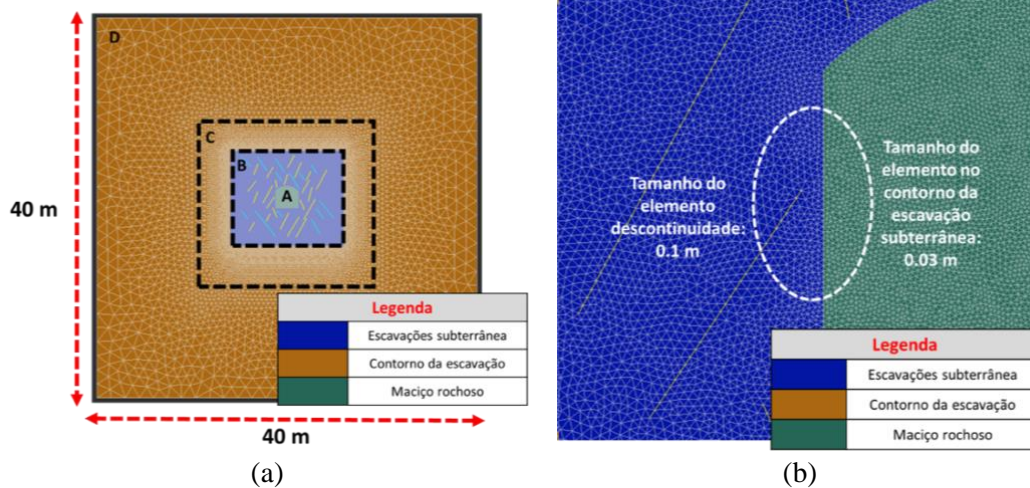 D
C
B
A
40 m
40 m
Legenda
Escavações subterrânea
Contorno da escavação
Maciço rochoso
(a)
Tamanho do
elemento
descontinuidade:
0.1 m
Tamanho do
elemento no
contorno da
escavação
subterrânea:
0.03 m
Legenda
Escavações subterrânea
Contorno da escavação
Maciço rochoso
(b)